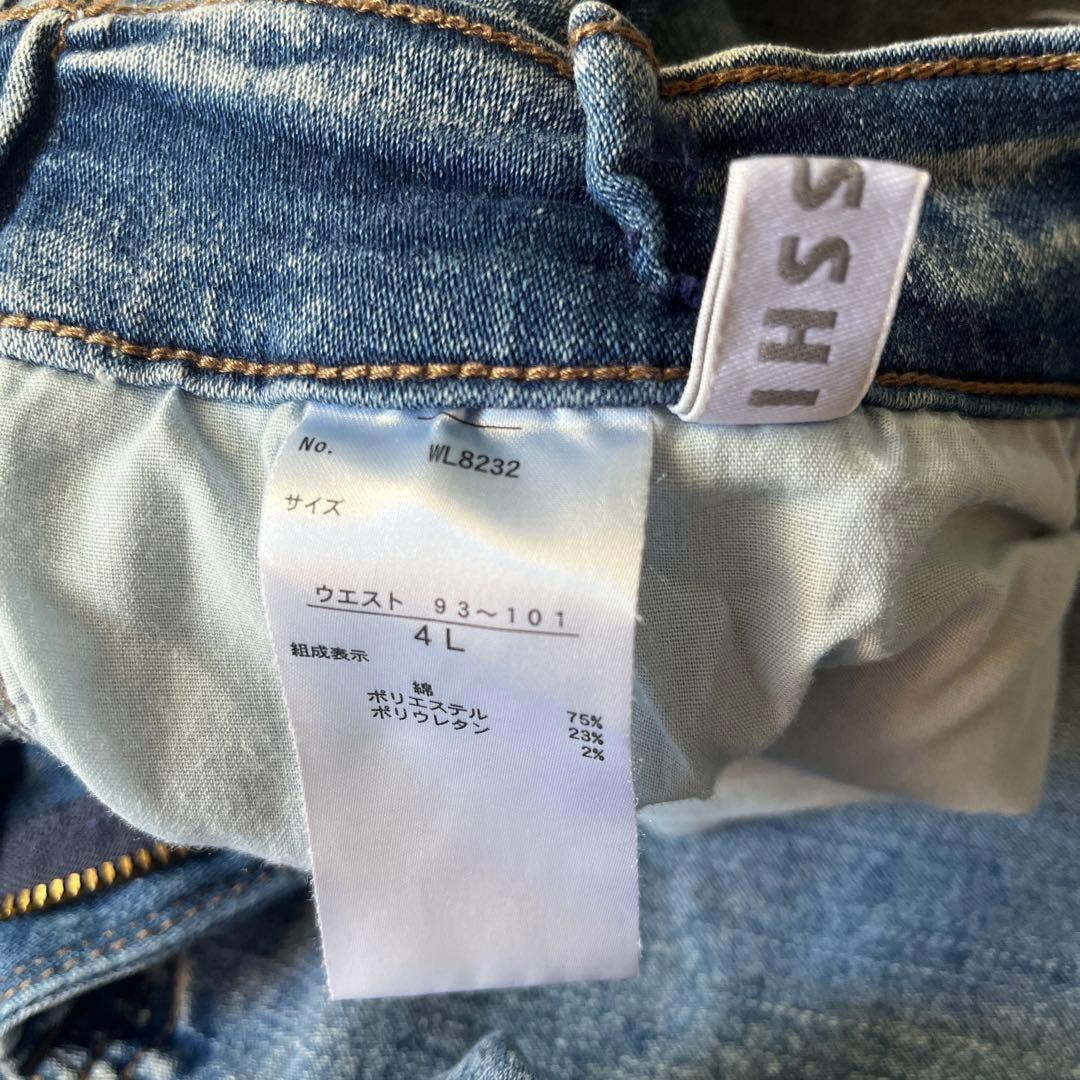 IHSS
No. WL8232
サイズ
ウエスト 93～101
4L
組成表示
綿 75%
ポリエステル 23%
ポリウレタン 2%